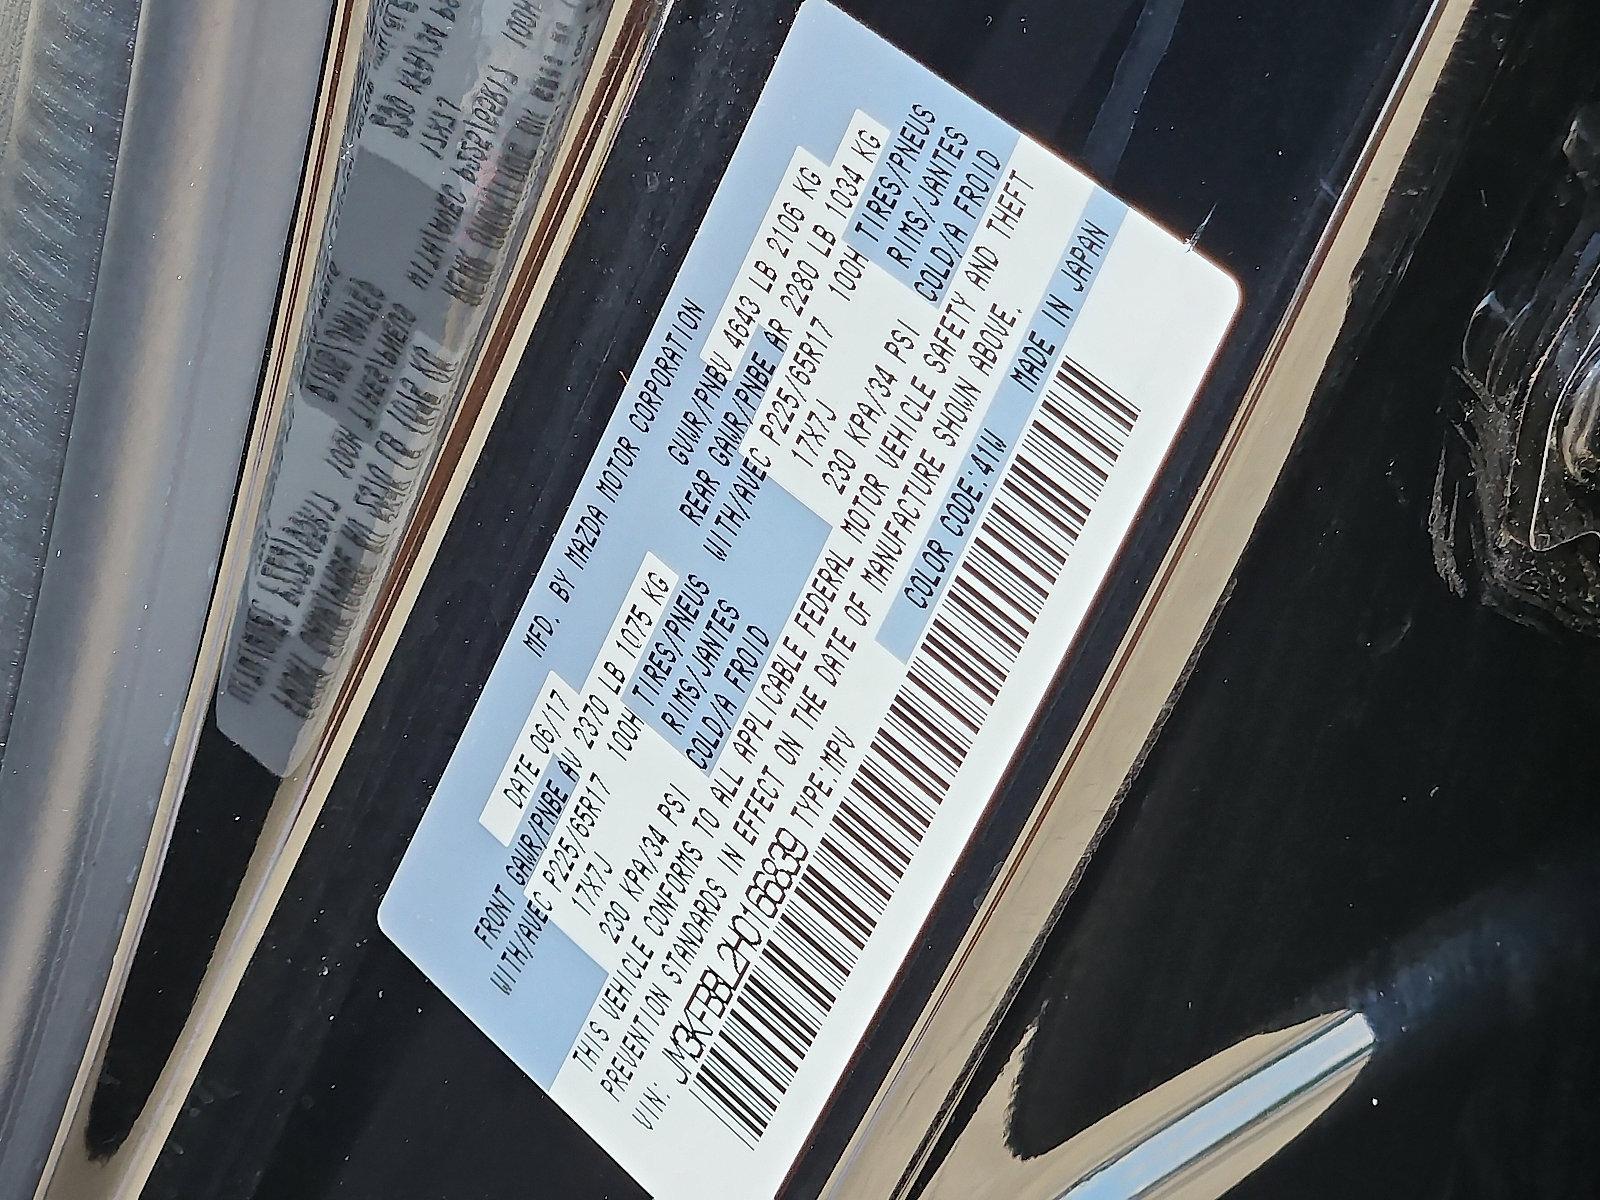 MFD. BY MAZDA MOTOR CORPORATION
DATE 06/17 GVWR/PNBV 4643 LB 2106 KG
FRONT GAWR/PNBE AV 2370 LB 1075 KG REAR GAWR/PNBE AR 2280 LB 1034 KG
WITH/AVEC P225/65R17 100H TIRES/PNEUS WITH/AVEC P225/65R17 100H TIRES/PNEUS
17X7J RIMS/JANTES 17X7J RIMS/JANTES
230 KPA/34 PSI COLD/A FROID 230 KPA/34 PSI COLD/A FROID
THIS VEHICLE CONFORMS TO ALL APPLICABLE FEDERAL MOTOR VEHICLE SAFETY AND THEFT
PREVENTION STANDARDS IN EFFECT ON THE DATE OF MANUFACTURE SHOWN ABOVE.
VIN: JM3KFBBL2H0166839 TYPE:MPV COLOR CODE:41W MADE IN JAPAN